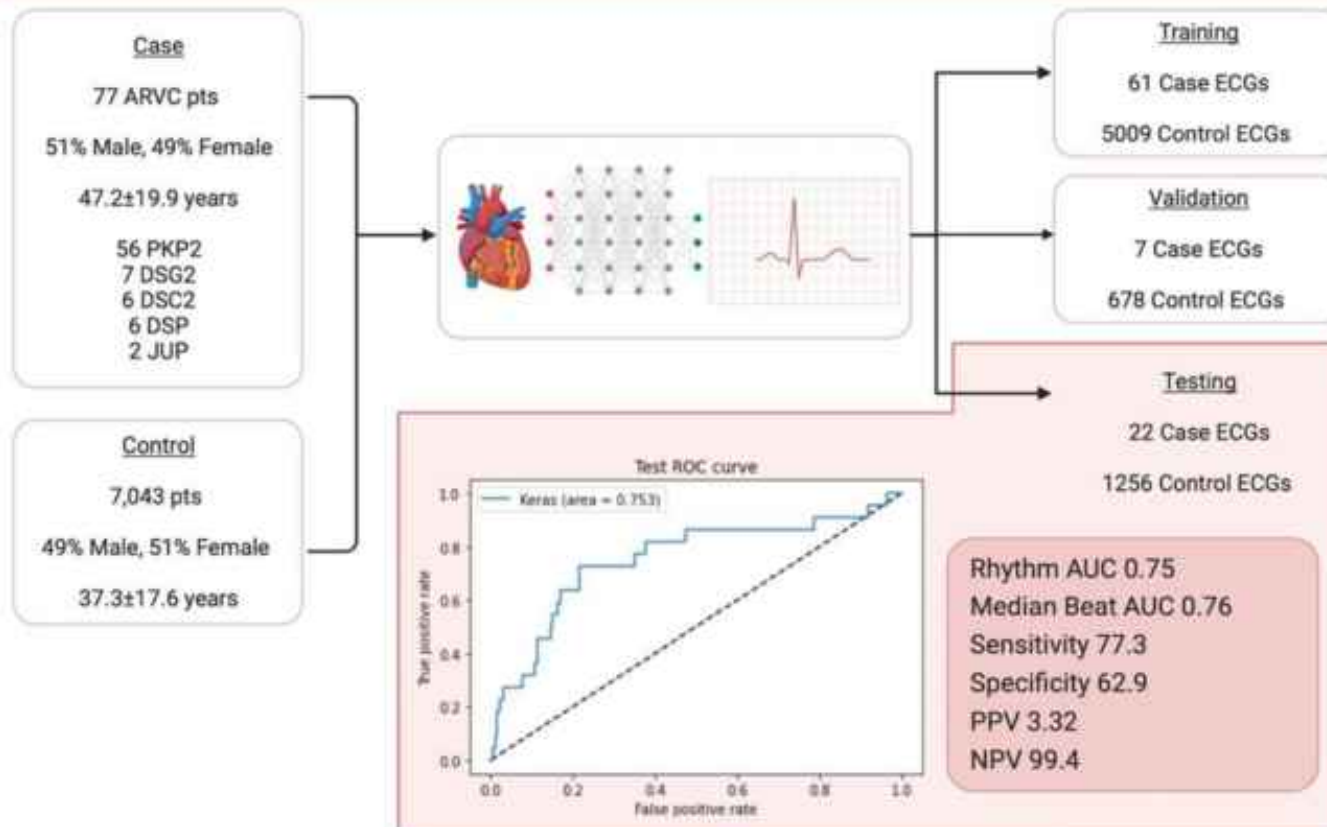 Case
77 ARVC pts
51% Male, 49% Female
47.2±19.9 years
56 PKP2
7 DSG2
6 DSC2
6 DSP
2 JUP
Control
7,043 pts
49% Male, 51% Female
37.3±17.6 years
Training
61 Case ECGs
5009 Control ECGs
Validation
7 Case ECGs
678 Control ECGs
Testing
22 Case ECGs
1256 Control ECGs
Test ROC curve
Keras (area = 0.753)
True positive rate
1.0
0.8
0.6
0.4
0.2
0.0
0.0 0.2 0.4 0.6 0.8 1.0
False positive rate
Rhythm AUC 0.75
Median Beat AUC 0.76
Sensitivity 77.3
Specificity 62.9
PPV 3.32
NPV 99.4